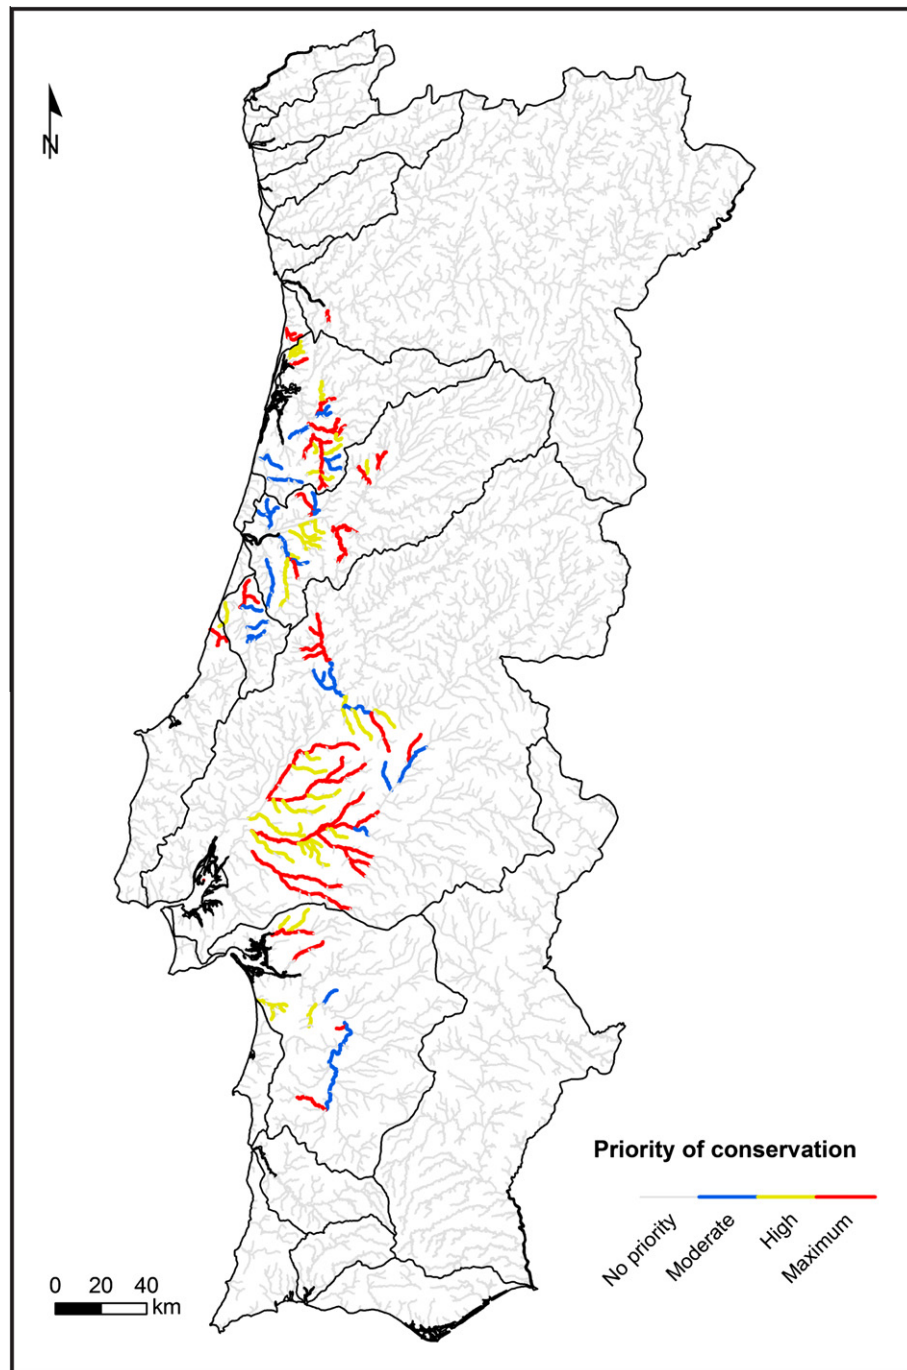 N
Priority of conservation
No priority
Moderate
High
Maximum
0 20 40
km